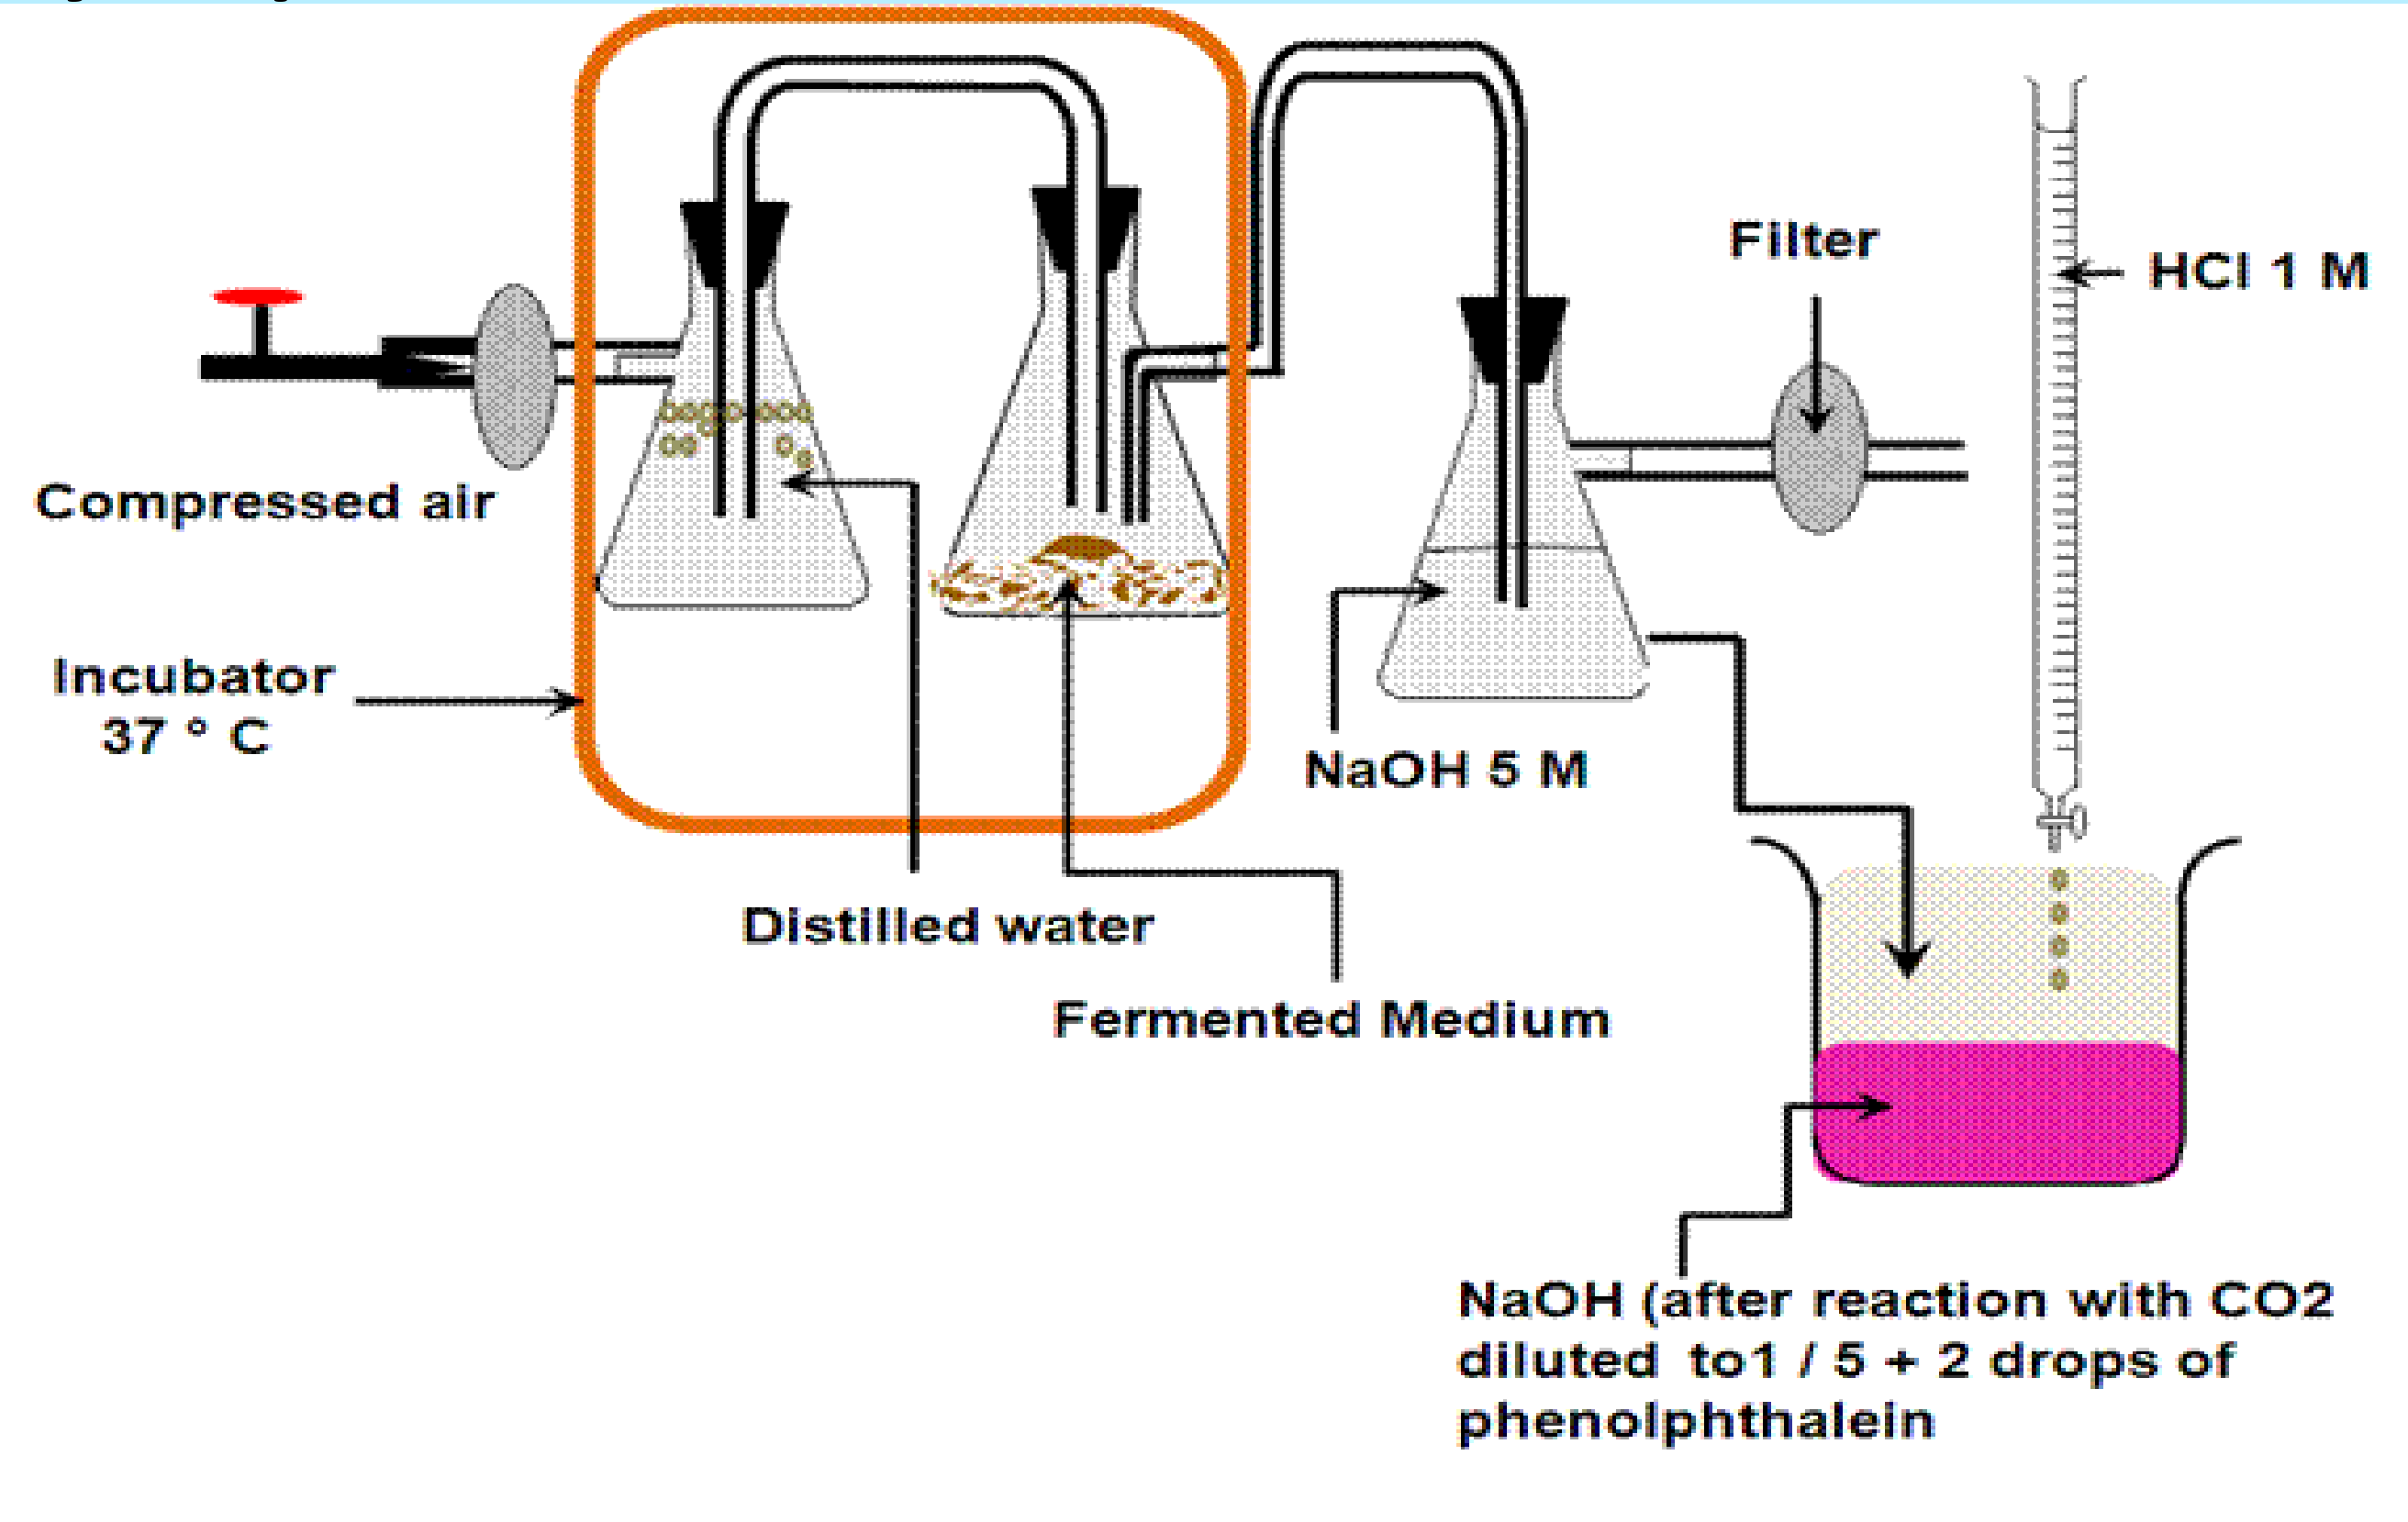 Filter
HCl 1 M
Compressed air
Incubator
37 ° C
NaOH 5 M
Distilled water
Fermented Medium
NaOH (after reaction with CO2
diluted to1 / 5 + 2 drops of
phenolphthalein